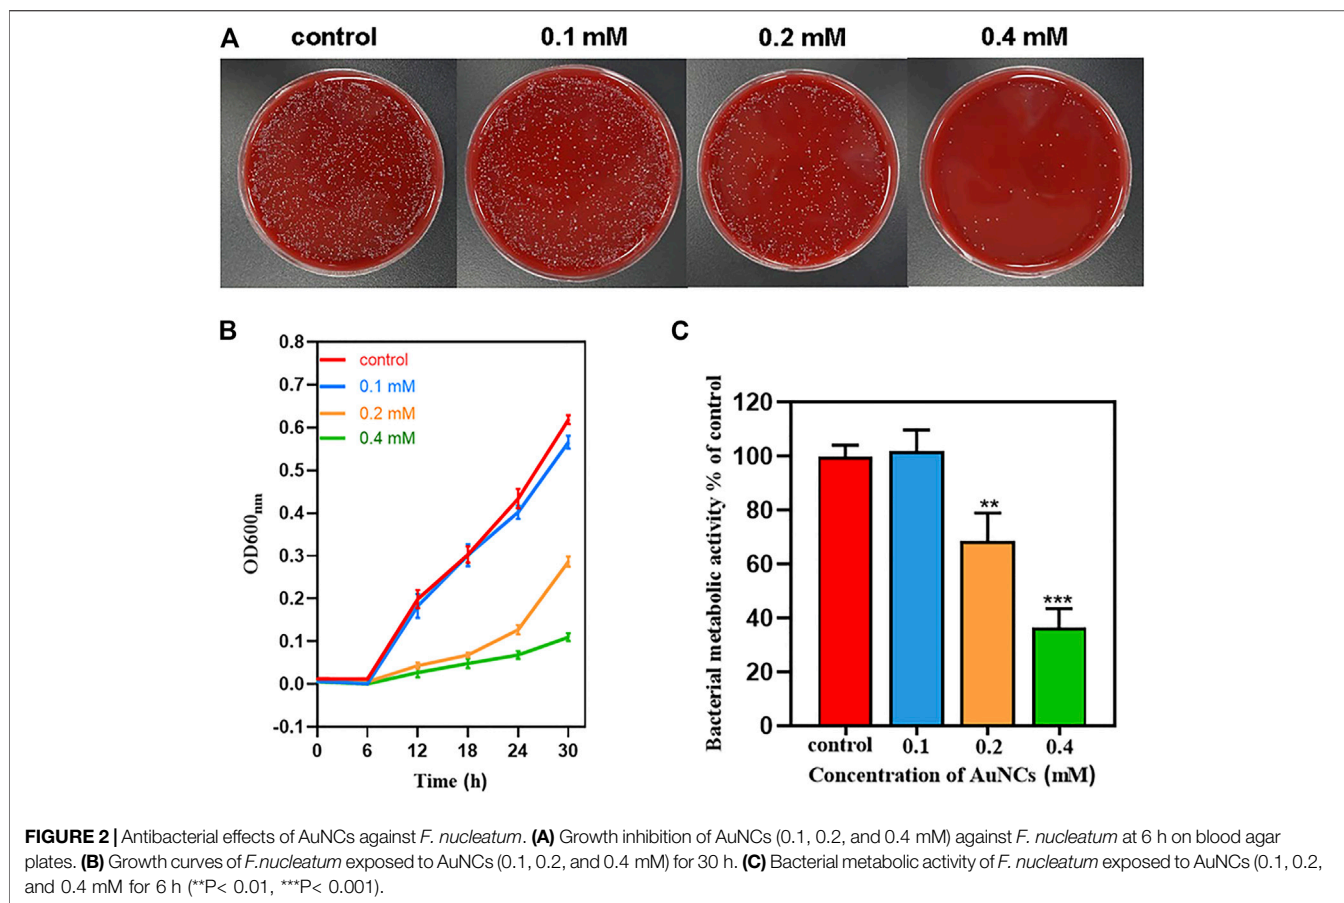 A
control
0.1 mM
0.2 mM
0.4 mM
B
0.8
0.7
0.6
0.5
0.4
0.3
0.2
0.1
0.0
-0.1
OD600nm
control
0.1 mM
0.2 mM
0.4 mM
0 6 12 18 24 30
Time (h)
C
120
100
80
60
40
20
0
Bacterial metabolic activity % of control
**
***
control 0.1 0.2 0.4
Concentration of AuNCs (mM)
FIGURE 2 | Antibacterial effects of AuNCs against F. nucleatum. (A) Growth inhibition of AuNCs (0.1, 0.2, and 0.4 mM) against F. nucleatum at 6 h on blood agar
plates. (B) Growth curves of F.nucleatum exposed to AuNCs (0.1, 0.2, and 0.4 mM) for 30 h. (C) Bacterial metabolic activity of F. nucleatum exposed to AuNCs (0.1, 0.2,
and 0.4 mM for 6 h (**P< 0.01, ***P< 0.001).